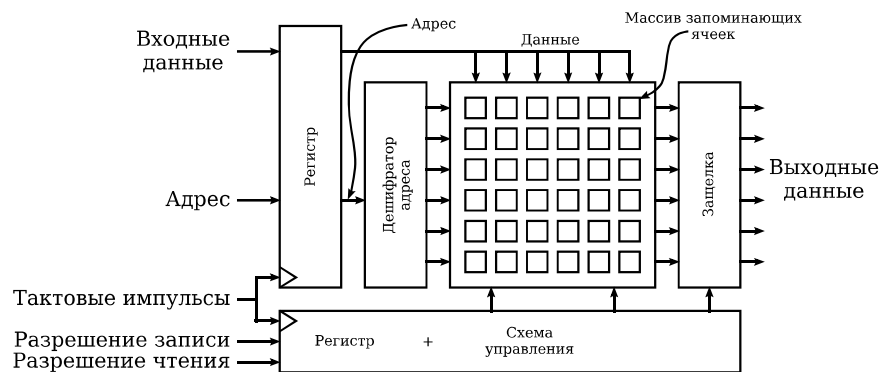 Адрес
Массив запоминающих
ячеек
Входные
данные
Данные
Регистр
Дешифратор
адреса
Защелка
Выходные
данные
Адрес
Тактовые импульсы
Разрешение записи
Разрешение чтения
Регистр + Схема
управления